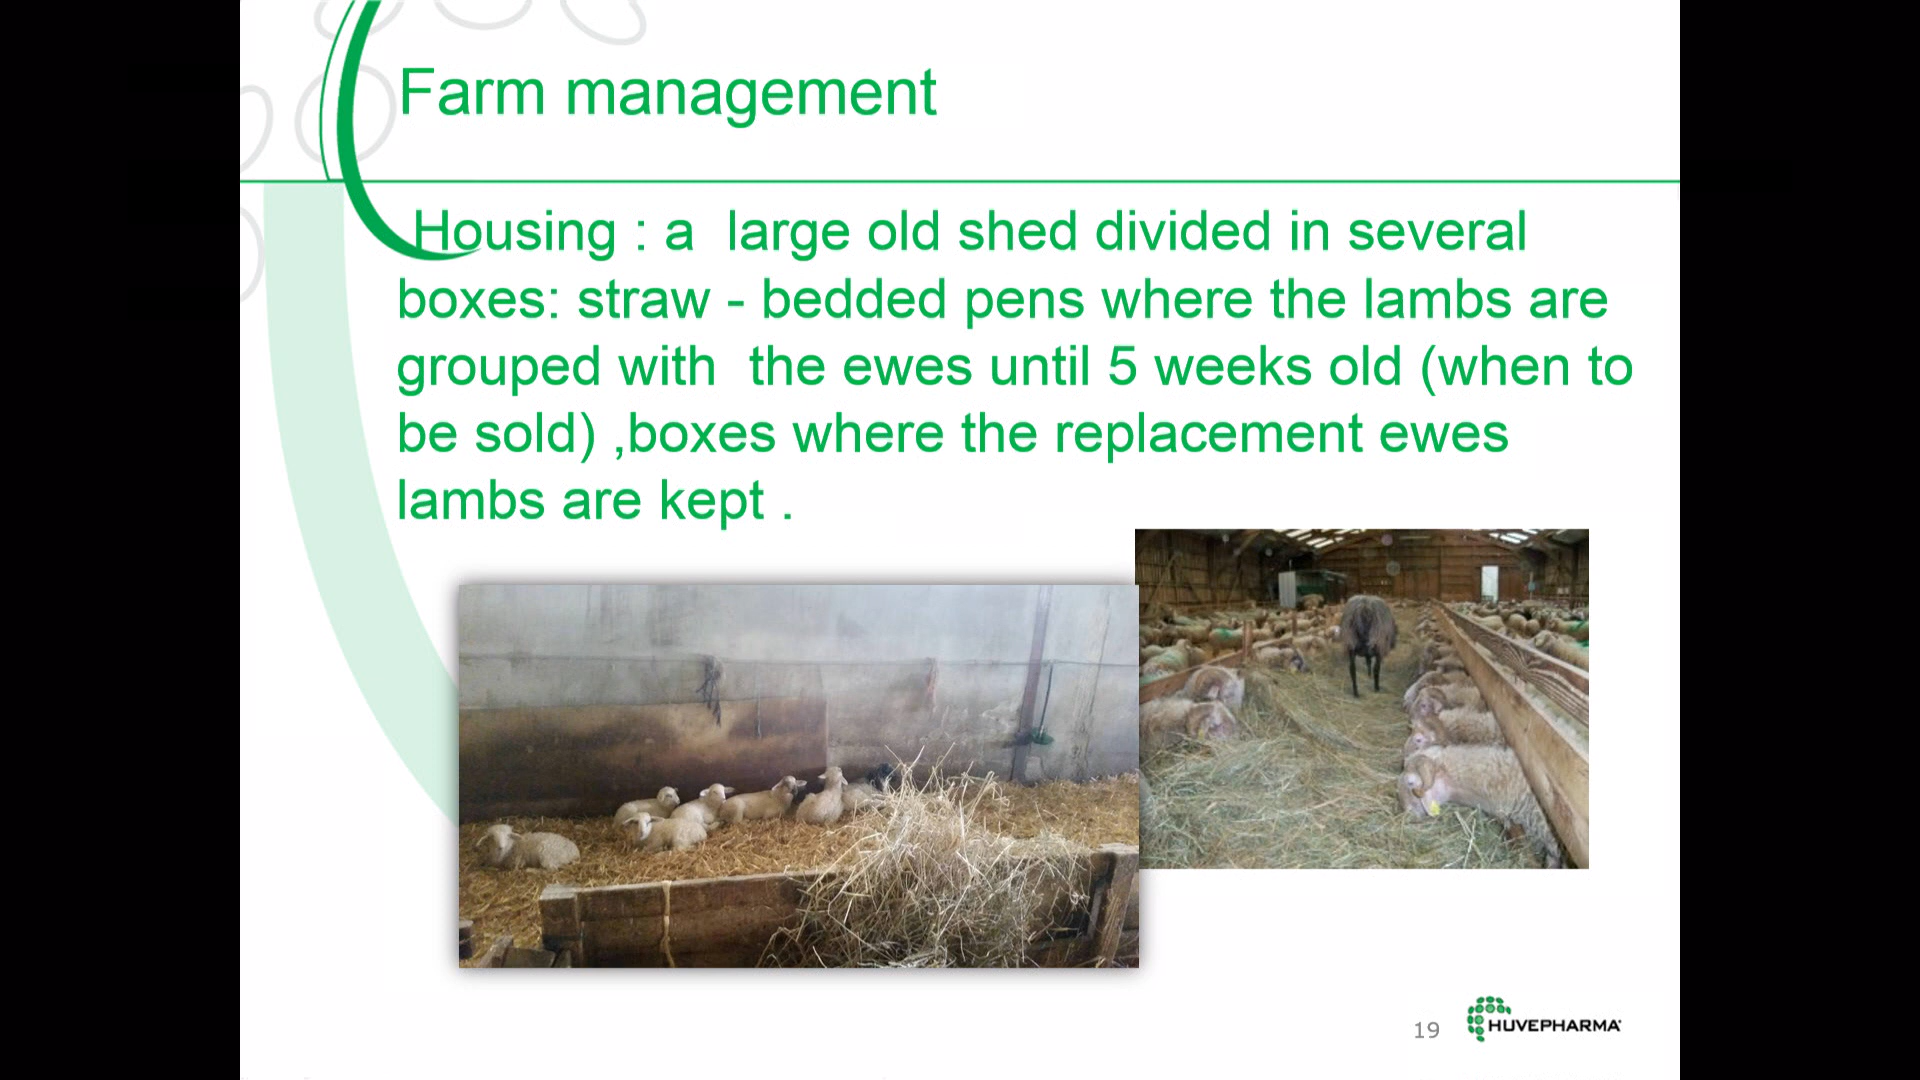 Farm management
Housing : a  large old shed divided in several
boxes: straw - bedded pens where the lambs are
grouped with  the ewes until 5 weeks old (when to
be sold) ,boxes where the replacement ewes
lambs are kept .
19
HUVEPHARMA